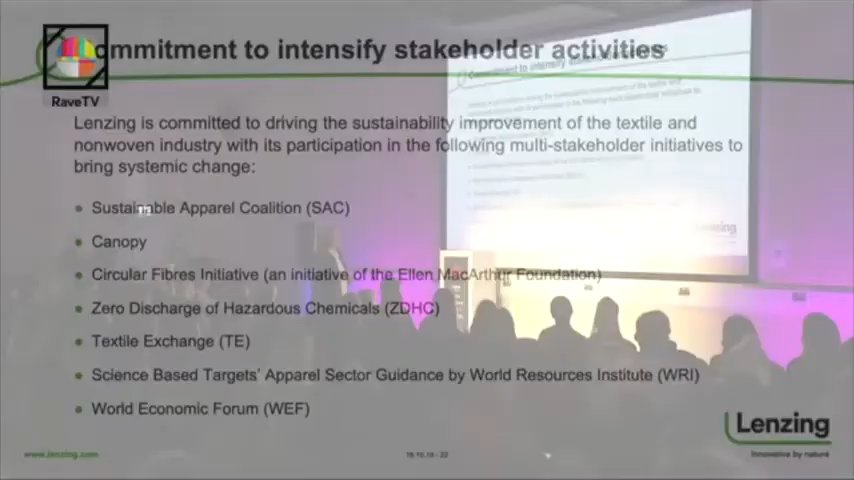 Commitment to intensify stakeholder activities
RaveTV
Lenzing is committed to driving the sustainability improvement of the textile and
nonwoven industry with its participation in the following multi-stakeholder initiatives to
bring systemic change:
Sustainable Apparel Coalition (SAC)
Canopy
Circular Fibres Initiative (an initiative of the Ellen MacArthur Foundation)
Zero Discharge of Hazardous Chemicals (ZDHC)
Textile Exchange (TE)
Science Based Targets' Apparel Sector Guidance by World Resources Institute (WRI)
World Economic Forum (WEF)
Lenzing
Innovative by nature
www.lenzing.com